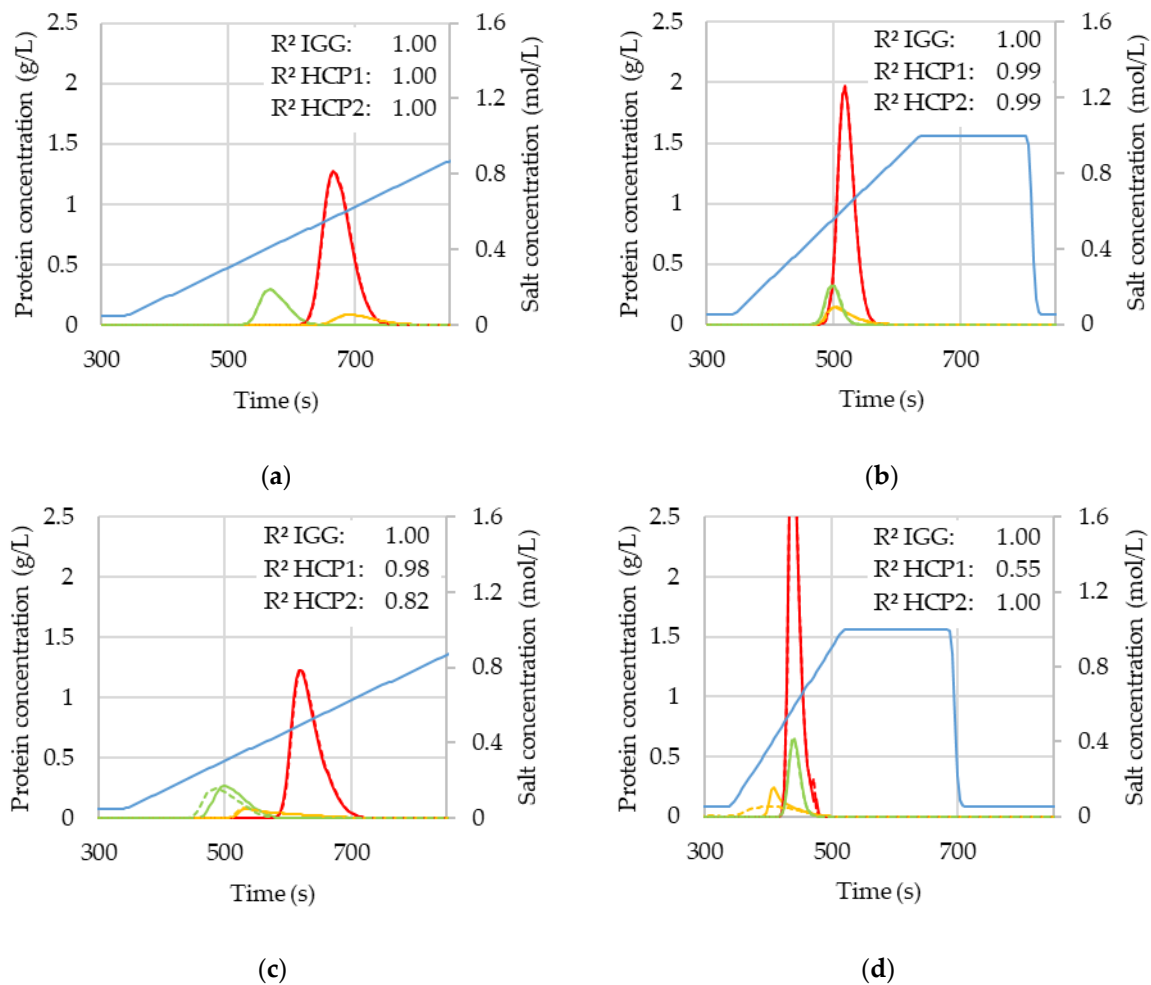 Protein concentration (g/L)
2.5
2
1.5
1
0.5
0
R² IGG: 1.00
R² HCP1: 1.00
R² HCP2: 1.00
1.6
1.2
0.8
0.4
0
Salt concentration (mol/L)
300 500 700
Time (s)
(a)
Protein concentration (g/L)
2.5
2
1.5
1
0.5
0
R² IGG: 1.00
R² HCP1: 0.99
R² HCP2: 0.99
1.6
1.2
0.8
0.4
0
Salt concentration (mol/L)
300 500 700
Time (s)
(b)
Protein concentration (g/L)
2.5
2
1.5
1
0.5
0
R² IGG: 1.00
R² HCP1: 0.98
R² HCP2: 0.82
1.6
1.2
0.8
0.4
0
Salt concentration (mol/L)
300 500 700
Time (s)
(c)
Protein concentration (g/L)
2.5
2
1.5
1
0.5
0
R² IGG: 1.00
R² HCP1: 0.55
R² HCP2: 1.00
1.6
1.2
0.8
0.4
0
Salt concentration (mol/L)
300 500 700
Time (s)
(d)